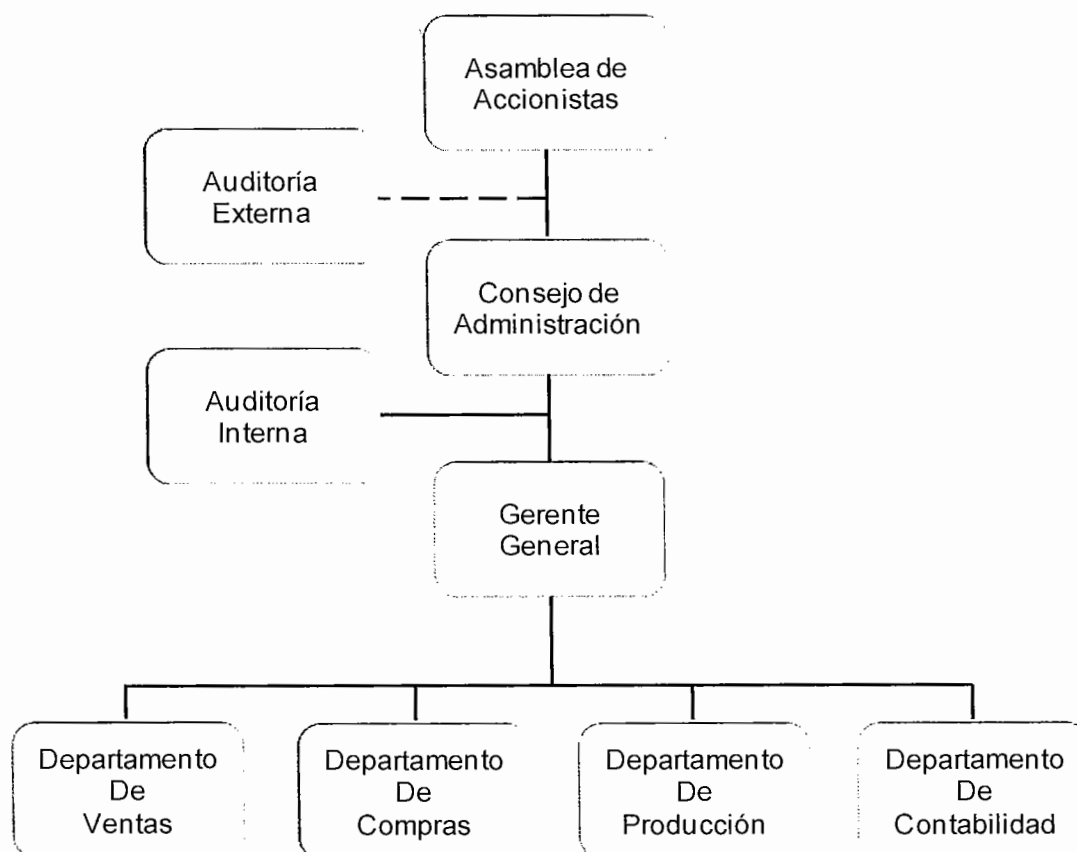 Asamblea de
Accionistas
Auditoría
Externa
Consejo de
Administración
Auditoría
Interna
Gerente
General
Departamento
De
Ventas
Departamento
De
Compras
Departamento
De
Producción
Departamento
De
Contabilidad